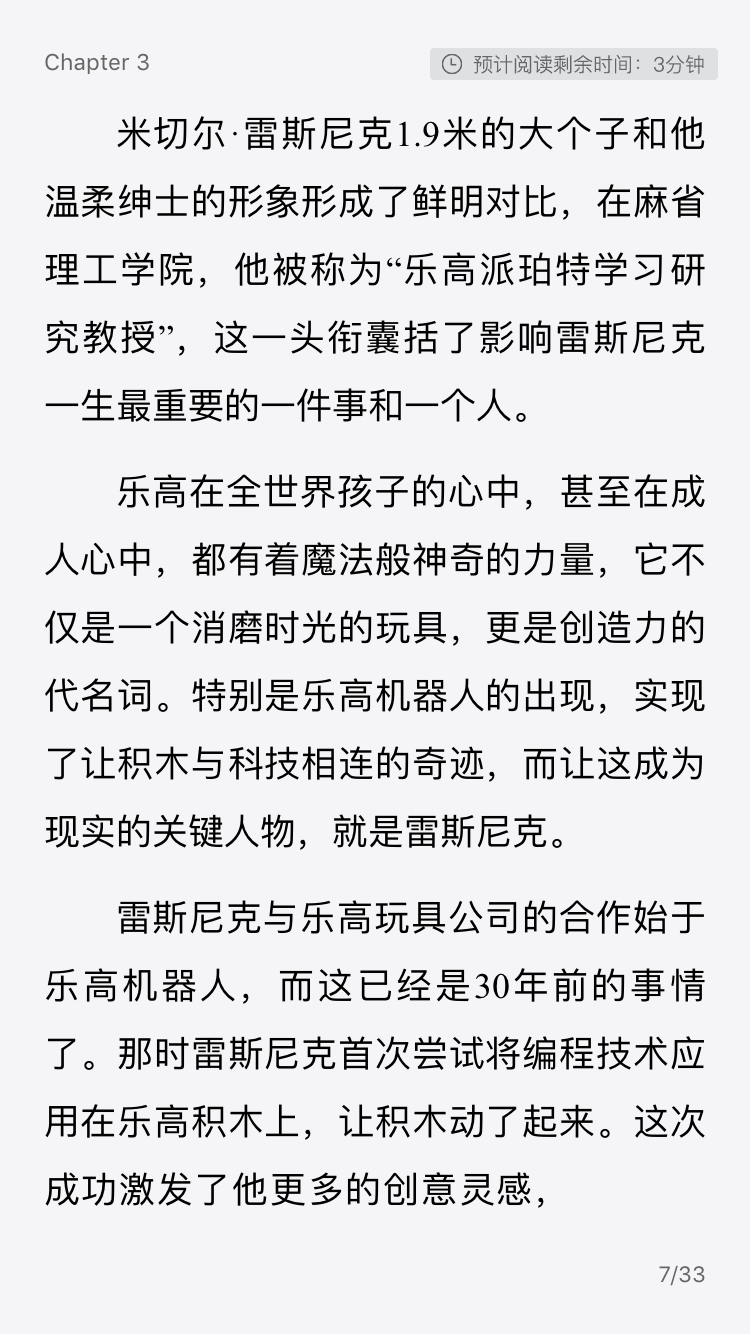 Chapter 3
预计阅读剩余时间：3分钟
米切尔·雷斯尼克1.9米的大个子和他
温柔绅士的形象形成了鲜明对比，在麻省
理工学院，他被称为“乐高派珀特学习研
究教授”，这一头衔囊括了影响雷斯尼克
一生最重要的一件事和一个人。
乐高在全世界孩子的心中，甚至在成
人心中，都有着魔法般神奇的力量，它不
仅是一个消磨时光的玩具，更是创造力的
代名词。特别是乐高机器人的出现，实现
了让积木与科技相连的奇迹，而让这成为
现实的关键人物，就是雷斯尼克。
雷斯尼克与乐高玩具公司的合作始于
乐高机器人，而这已经是30年前的事情
了。那时雷斯尼克首次尝试将编程技术应
用在乐高积木上，让积木动了起来。这次
成功激发了他更多的创意灵感，
7/33